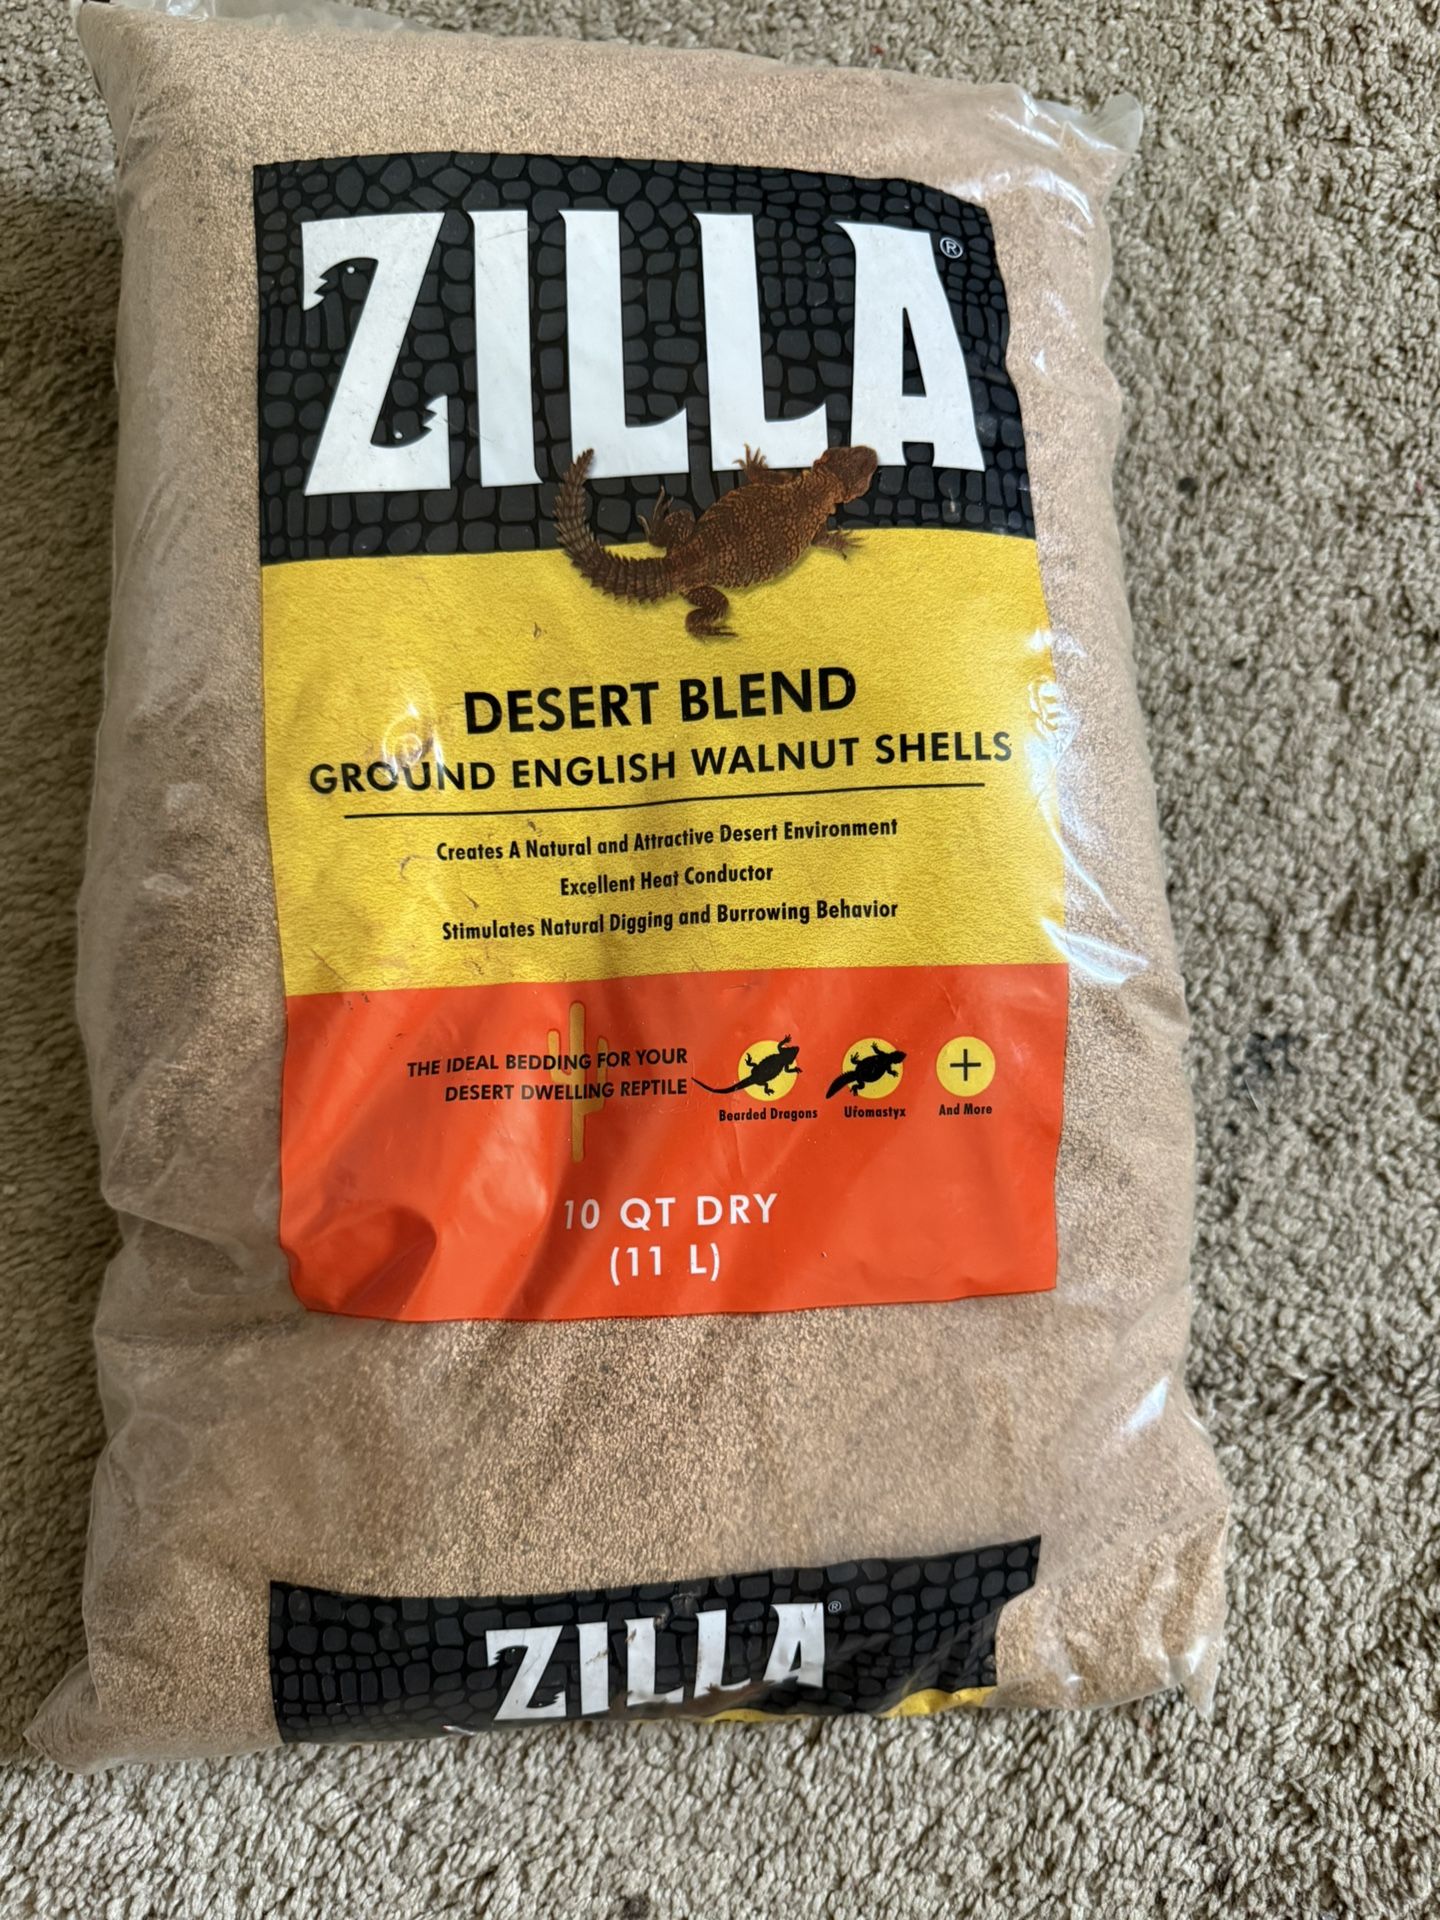 ZILLA®
DESERT BLEND
GROUND ENGLISH WALNUT SHELLS
Creates A Natural and Attractive Desert Environment
Excellent Heat Conductor
Stimulates Natural Digging and Burrowing Behavior
THE IDEAL BEDDING FOR YOUR
DESERT DWELLING REPTILE
Bearded Dragons
Uromastyx
And More
10 QT DRY
(11 L)
ZILLA®